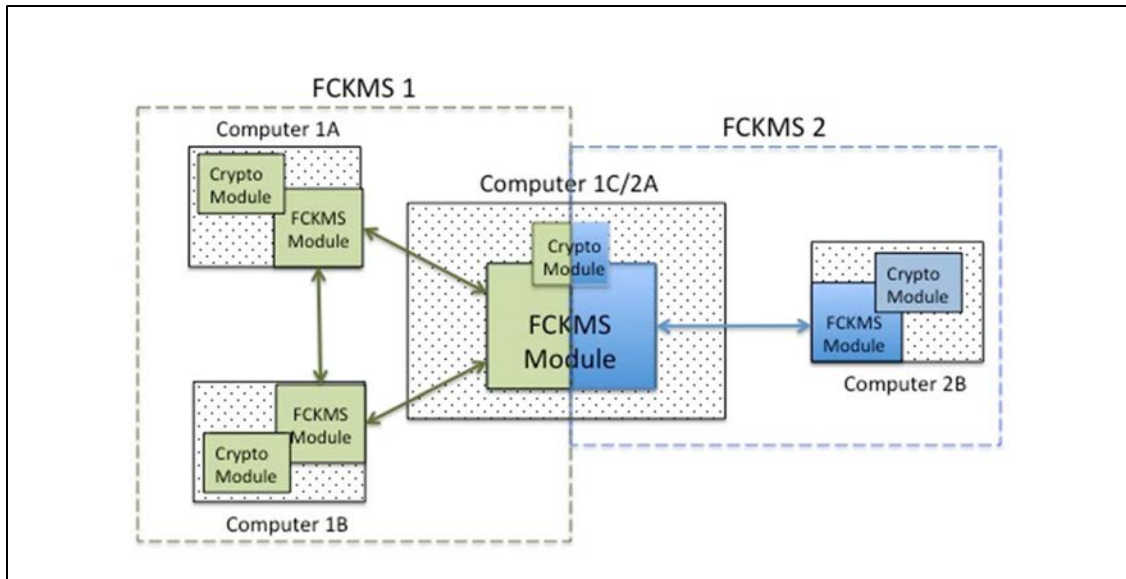 FCKMS 1
Computer 1A
Crypto
Module
FCKMS
Module
FCKMS
Module
Crypto
Module
Computer 1B
Computer 1C/2A
Crypto
Module
FCKMS
Module
FCKMS 2
Crypto
Module
FCKMS
Module
Computer 2B